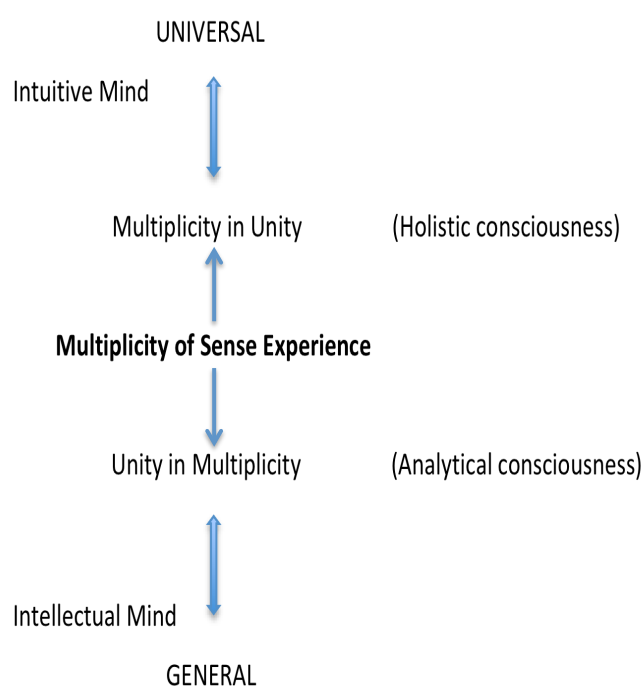 UNIVERSAL
Intuitive Mind
Multiplicity in Unity (Holistic consciousness)
Multiplicity of Sense Experience
Unity in Multiplicity (Analytical consciousness)
Intellectual Mind
GENERAL